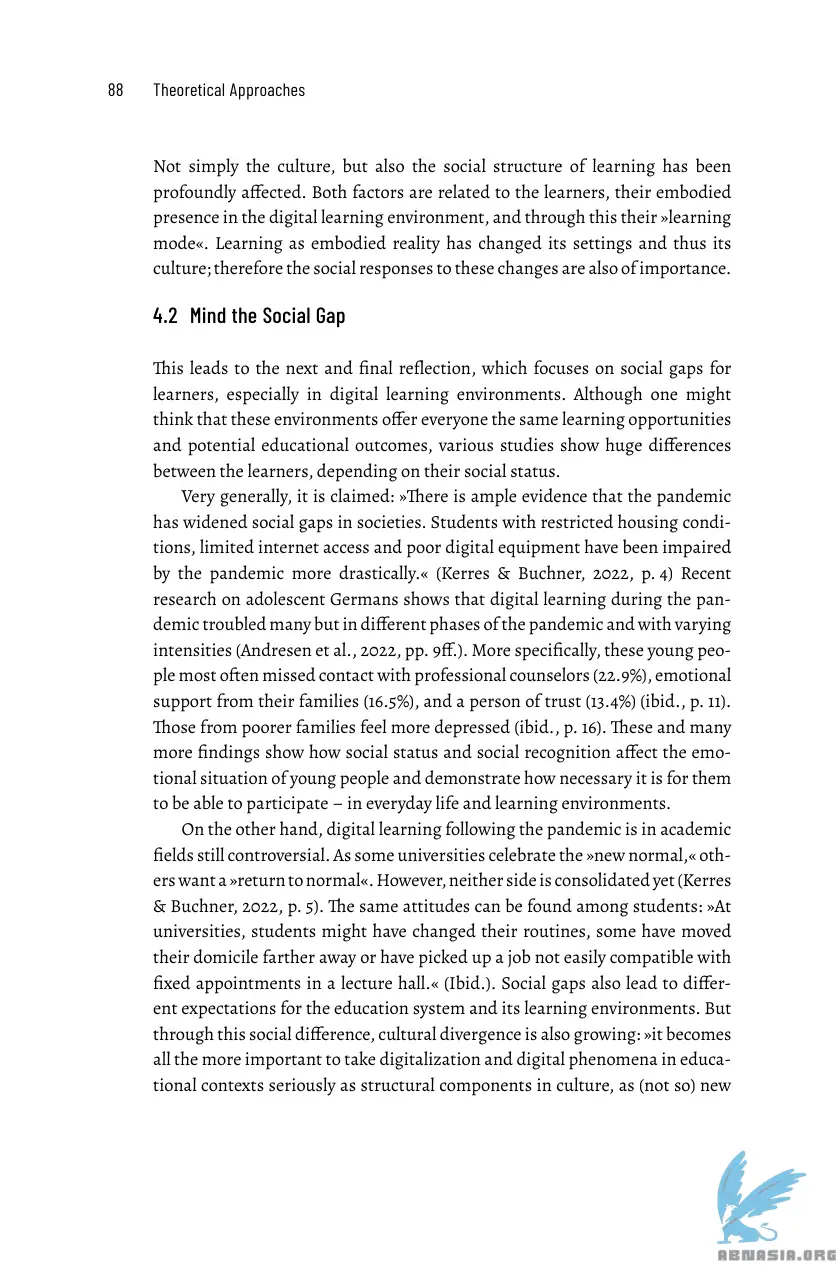 88 Theoretical Approaches
Not simply the culture, but also the social structure of learning has been
profoundly affected. Both factors are related to the learners, their embodied
presence in the digital learning environment, and through this their »learning
mode«. Learning as embodied reality has changed its settings and thus its
culture; therefore the social responses to these changes are also of importance.
4.2 Mind the Social Gap
This leads to the next and final reflection, which focuses on social gaps for
learners, especially in digital learning environments. Although one might
think that these environments offer everyone the same learning opportunities
and potential educational outcomes, various studies show huge differences
between the learners, depending on their social status.
Very generally, it is claimed: »There is ample evidence that the pandemic
has widened social gaps in societies. Students with restricted housing condi-
tions, limited internet access and poor digital equipment have been impaired
by the pandemic more drastically.« (Kerres & Buchner, 2022, p. 4) Recent
research on adolescent Germans shows that digital learning during the pan-
demic troubled many but in different phases of the pandemic and with varying
intensities (Andresen et al., 2022, pp. 9ff.). More specifically, these young peo-
ple most often missed contact with professional counselors (22.9%), emotional
support from their families (16.5%), and a person of trust (13.4%) (ibid., p. 11).
Those from poorer families feel more depressed (ibid., p. 16). These and many
more findings show how social status and social recognition affect the emo-
tional situation of young people and demonstrate how necessary it is for them
to be able to participate – in everyday life and learning environments.
On the other hand, digital learning following the pandemic is in academic
fields still controversial. As some universities celebrate the »new normal,« oth-
ers want a »return to normal«. However, neither side is consolidated yet (Kerres
& Buchner, 2022, p. 5). The same attitudes can be found among students: »At
universities, students might have changed their routines, some have moved
their domicile farther away or have picked up a job not easily compatible with
fixed appointments in a lecture hall.« (Ibid.). Social gaps also lead to differ-
ent expectations for the education system and its learning environments. But
through this social difference, cultural divergence is also growing: »it becomes
all the more important to take digitalization and digital phenomena in educa-
tional contexts seriously as structural components in culture, as (not so) new
ABNASIA.ORG